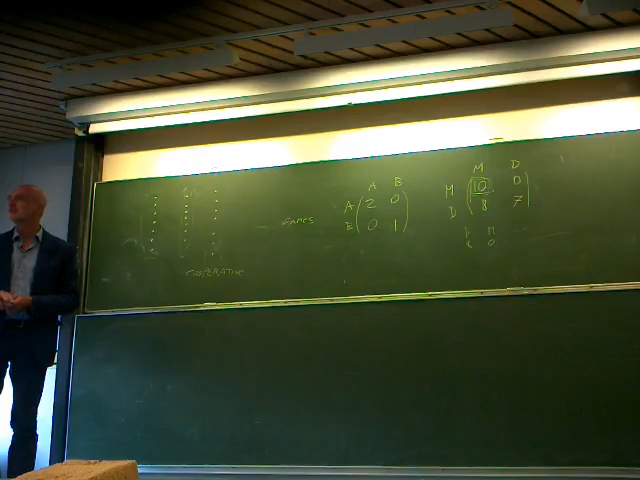 COOPERATIVE
GAMES
A B
A 2 0
B 0 1
M D
M 10 0
D 8 7